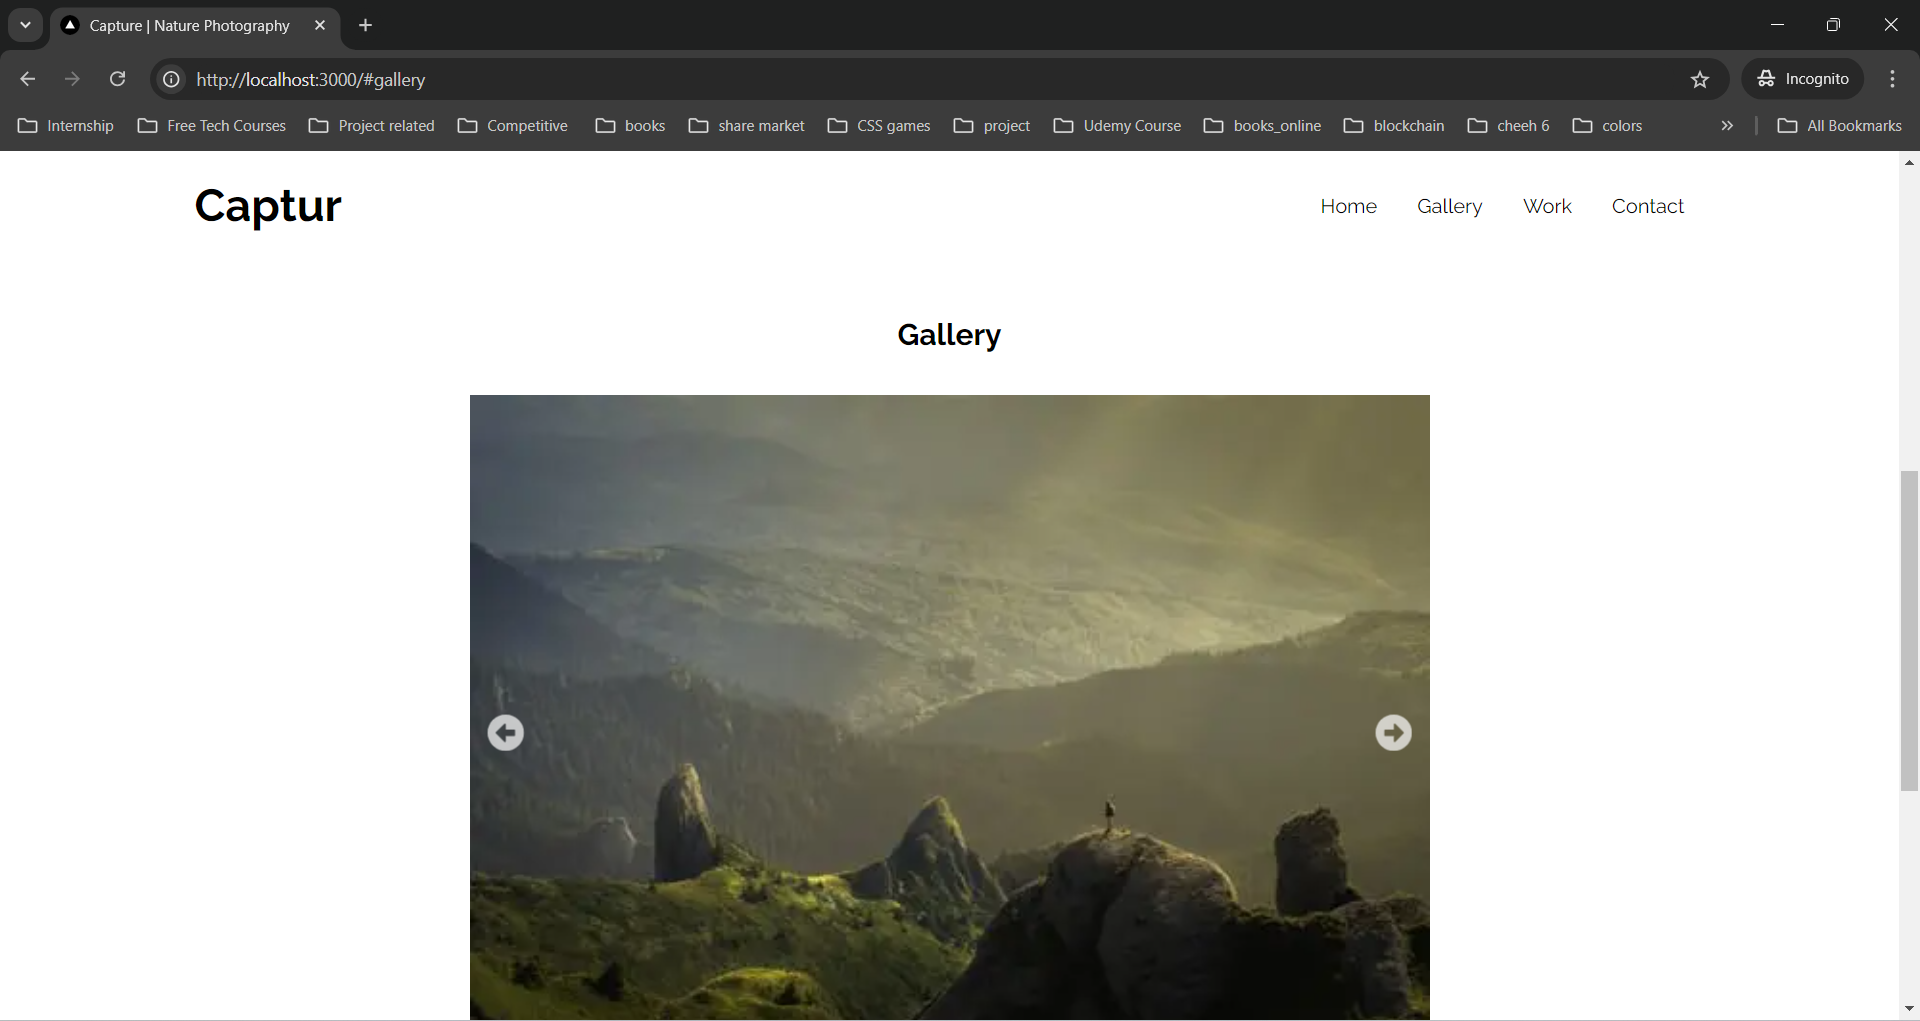 Capture | Nature Photography
http://localhost:3000/#gallery
Incognito
Internship
Free Tech Courses
Project related
Competitive
books
share market
CSS games
project
Udemy Course
books_online
blockchain
cheeh 6
colors
All Bookmarks
Captur
Home
Gallery
Work
Contact
Gallery